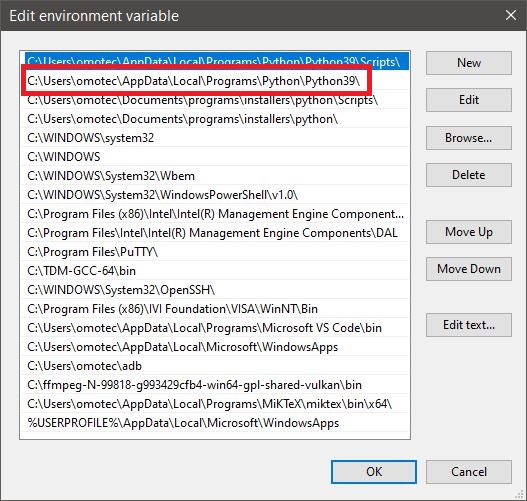 Edit environment variable
C:\Users\omotec\AppData\Local\Programs\Python\Python39\Scripts\
C:\Users\omotec\AppData\Local\Programs\Python\Python39\
C:\Users\omotec\Documents\programs\installers\python\Scripts\
C:\Users\omotec\Documents\programs\installers\python\
C:\WINDOWS\system32
C:\WINDOWS
C:\WINDOWS\System32\Wbem
C:\WINDOWS\System32\WindowsPowerShell\v1.0\
C:\Program Files (x86)\Intel\Intel(R) Management Engine Component...
C:\Program Files\Intel\Intel(R) Management Engine Components\DAL
C:\Program Files\PuTTY\
C:\TDM-GCC-64\bin
C:\WINDOWS\System32\OpenSSH\
C:\Program Files (x86)\IVI Foundation\VISA\WinNT\Bin
C:\Users\omotec\AppData\Local\Programs\Microsoft VS Code\bin
C:\Users\omotec\AppData\Local\Microsoft\WindowsApps
C:\Users\omotec\adb
C:\ffmpeg-N-99818-g993429cfb4-win64-gpl-shared-vulkan\bin
C:\Users\omotec\AppData\Local\Programs\MiKTeX\miktex\bin\x64\
%USERPROFILE%\AppData\Local\Microsoft\WindowsApps
New
Edit
Browse...
Delete
Move Up
Move Down
Edit text...
OK
Cancel